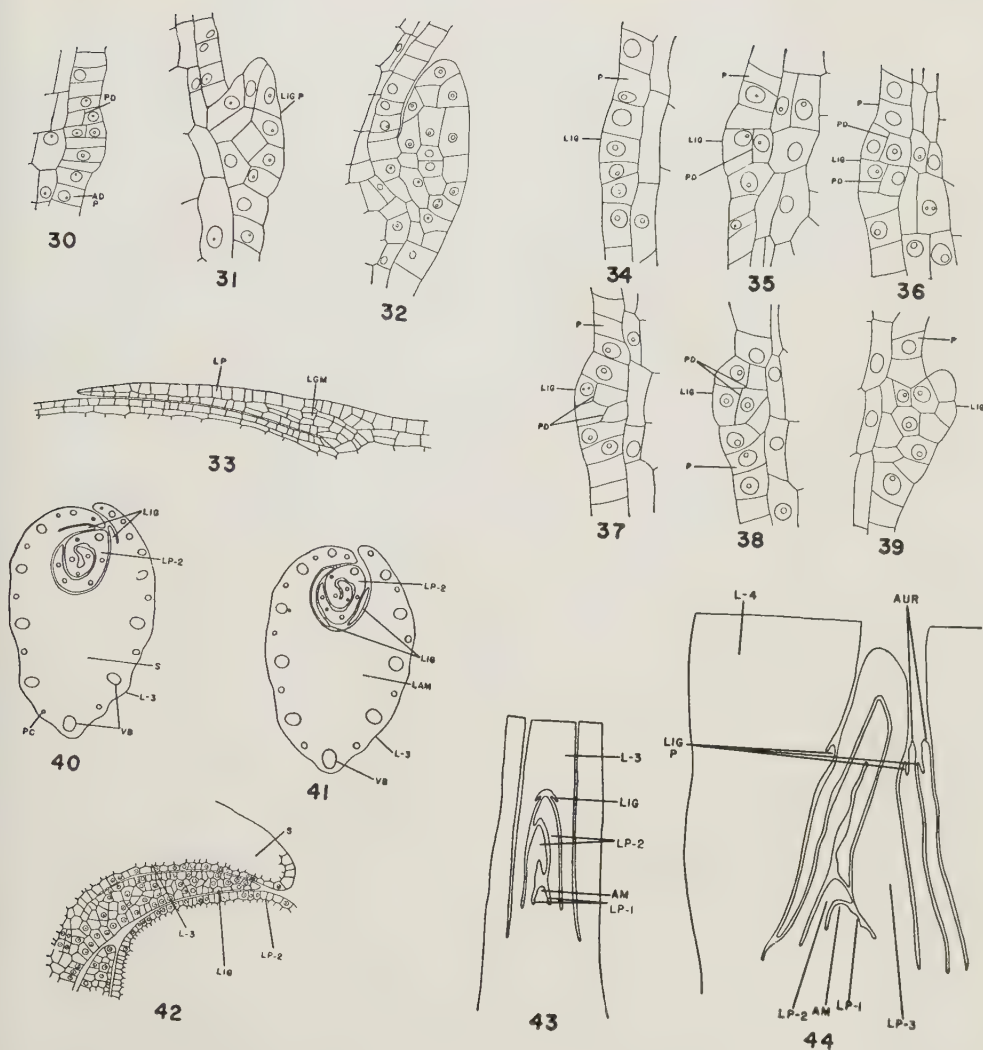 PD
AD
P
30
LIG P
31
32
P
LIG
34
P
LIG
PD
35
P
PD
LIG
PD
36
LP
LGM
33
P
LIG
PD
37
PD
LIG
P
38
P
LIG
39
LIG
LP-2
S
L-3
PC
VB
40
LP-2
LIG
LAM
L-3
VB
41
S
L-3
LP-2
LIG
42
L-3
LIG
LP-2
AM
LP-1
43
L-4
AUR
LIG
P
LP-2
AM
LP-1
LP-3
44